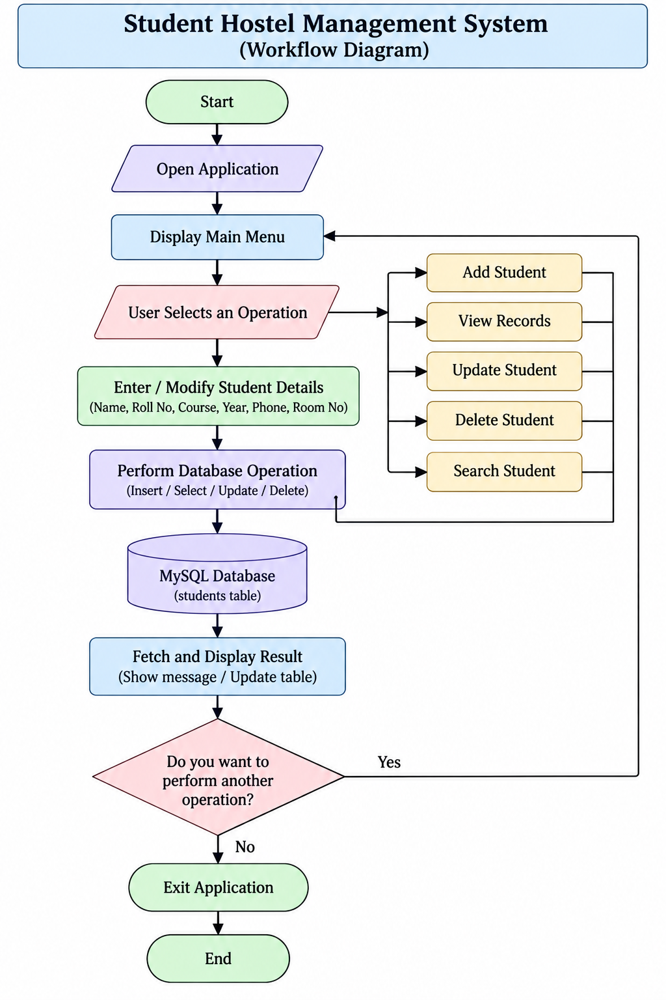 Student Hostel Management System
(Workflow Diagram)
Start
Open Application
Display Main Menu
User Selects an Operation
Add Student
View Records
Update Student
Delete Student
Search Student
Enter / Modify Student Details
(Name, Roll No, Course, Year, Phone, Room No)
Perform Database Operation
(Insert / Select / Update / Delete)
MySQL Database
(students table)
Fetch and Display Result
(Show message / Update table)
Do you want to
perform another
operation?
Yes
No
Exit Application
End